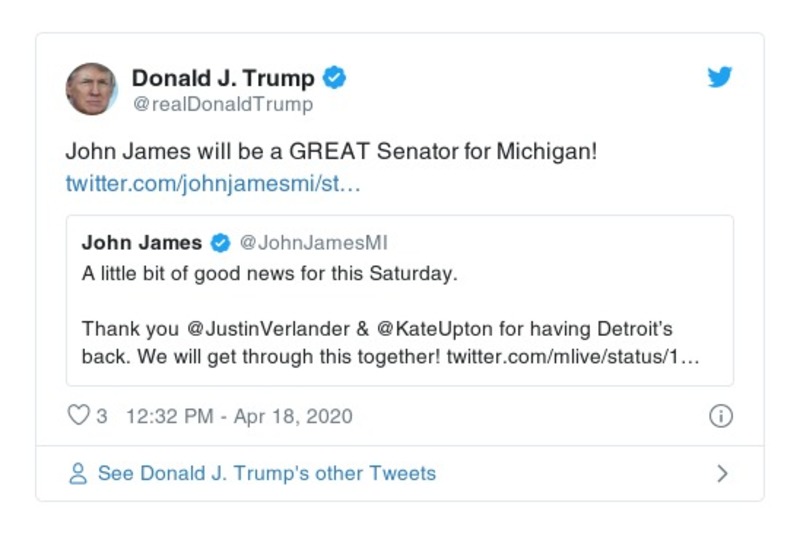 Donald J. Trump
@realDonaldTrump
John James will be a GREAT Senator for Michigan!
twitter.com/johnjamesmi/st…
John James @JohnJamesMI
A little bit of good news for this Saturday.
Thank you @JustinVerlander & @KateUpton for having Detroit’s
back. We will get through this together! twitter.com/mlive/status/1…
3 12:32 PM - Apr 18, 2020
See Donald J. Trump's other Tweets